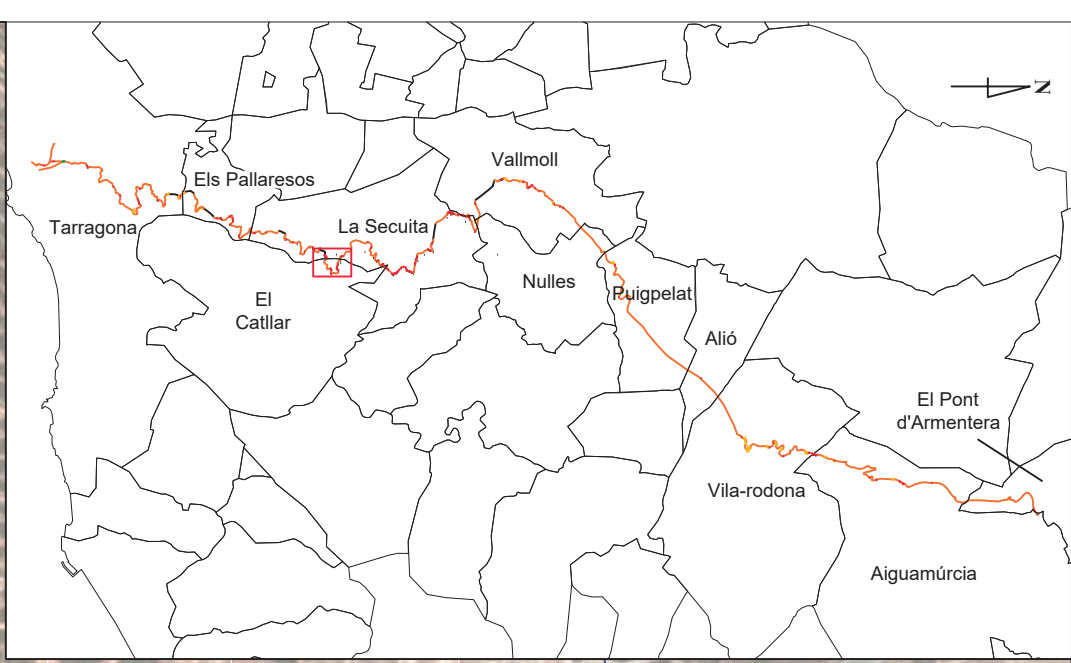 N
Vallmoll
Els Pallaresos
Tarragona
La Secuita
Nulles
Puigpelat
El
Catllar
Alió
El Pont
d'Armentera
Vila-rodona
Aiguamúrcia